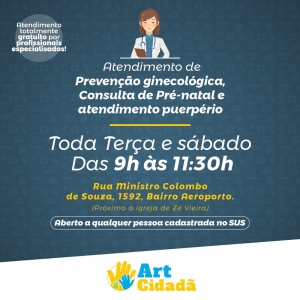 Atendimento
totalmente
gratuito por
profissionais
especialisados!
Atendimento de
Prevenção ginecológica,
Consulta de Pré-natal e
atendimento puerpério
Toda Terça e sábado
Das 9h às 11:30h
Rua Ministro Colombo
de Souza, 1592, Bairro Aeroporto.
(Próximo à igreja de Zé Vieira)
Aberto a qualquer pessoa cadastrada no SUS
Art
Cidadã